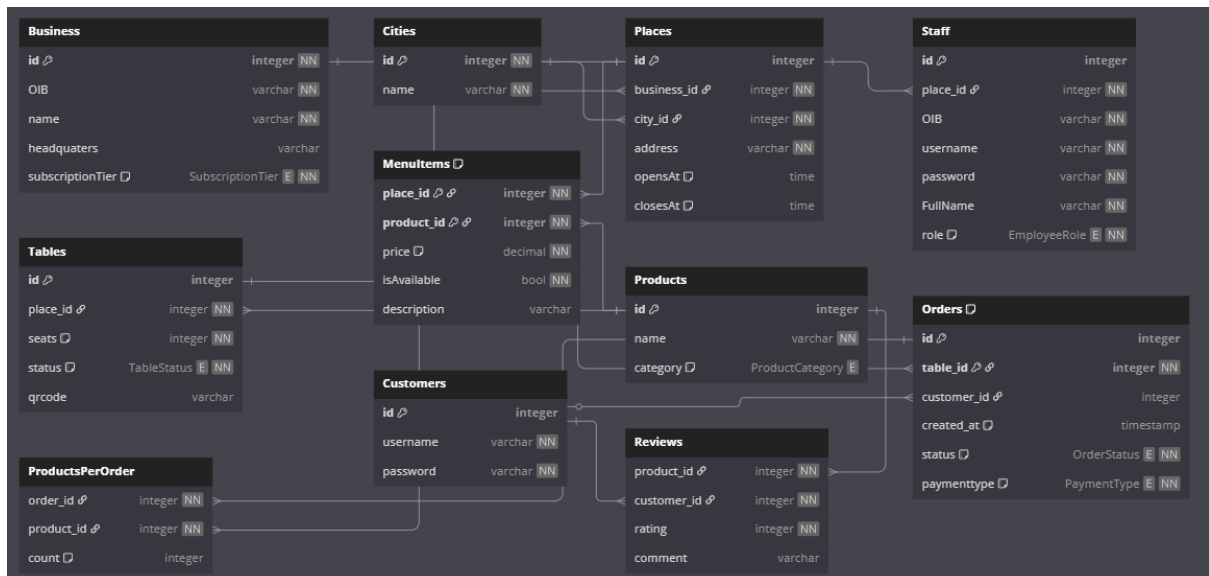 Business
id integer NN
OIB varchar NN
name varchar NN
headquaters varchar
subscriptionTier SubscriptionTier E NN
Cities
id integer NN
name varchar NN
Places
id integer
business_id integer NN
city_id integer NN
address varchar NN
opensAt time
closesAt time
Staff
id integer
place_id integer NN
OIB varchar NN
username varchar NN
password varchar NN
FullName varchar NN
role EmployeeRole E NN
MenuItems
place_id integer NN
product_id integer NN
price decimal NN
isAvailable bool NN
description varchar
Tables
id integer
place_id integer NN
seats integer NN
status TableStatus E NN
qrcode varchar
Products
id integer
name varchar NN
category ProductCategory E
Orders
id integer
table_id integer NN
customer_id integer
created_at timestamp
status OrderStatus E NN
paymenttype PaymentType E NN
Customers
id integer
username varchar NN
password varchar NN
Reviews
product_id integer NN
customer_id integer NN
rating integer NN
comment varchar
ProductsPerOrder
order_id integer NN
product_id integer NN
count integer